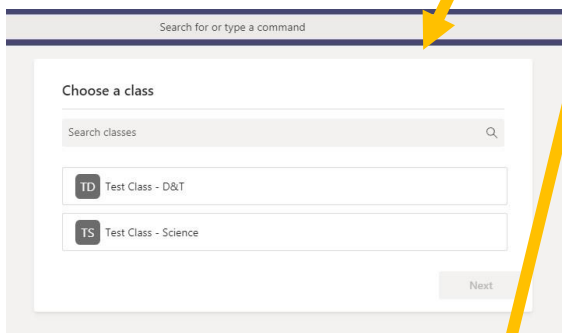 Search for or type a command
Choose a class
Search classes
TD Test Class - D&T
TS Test Class - Science
Next